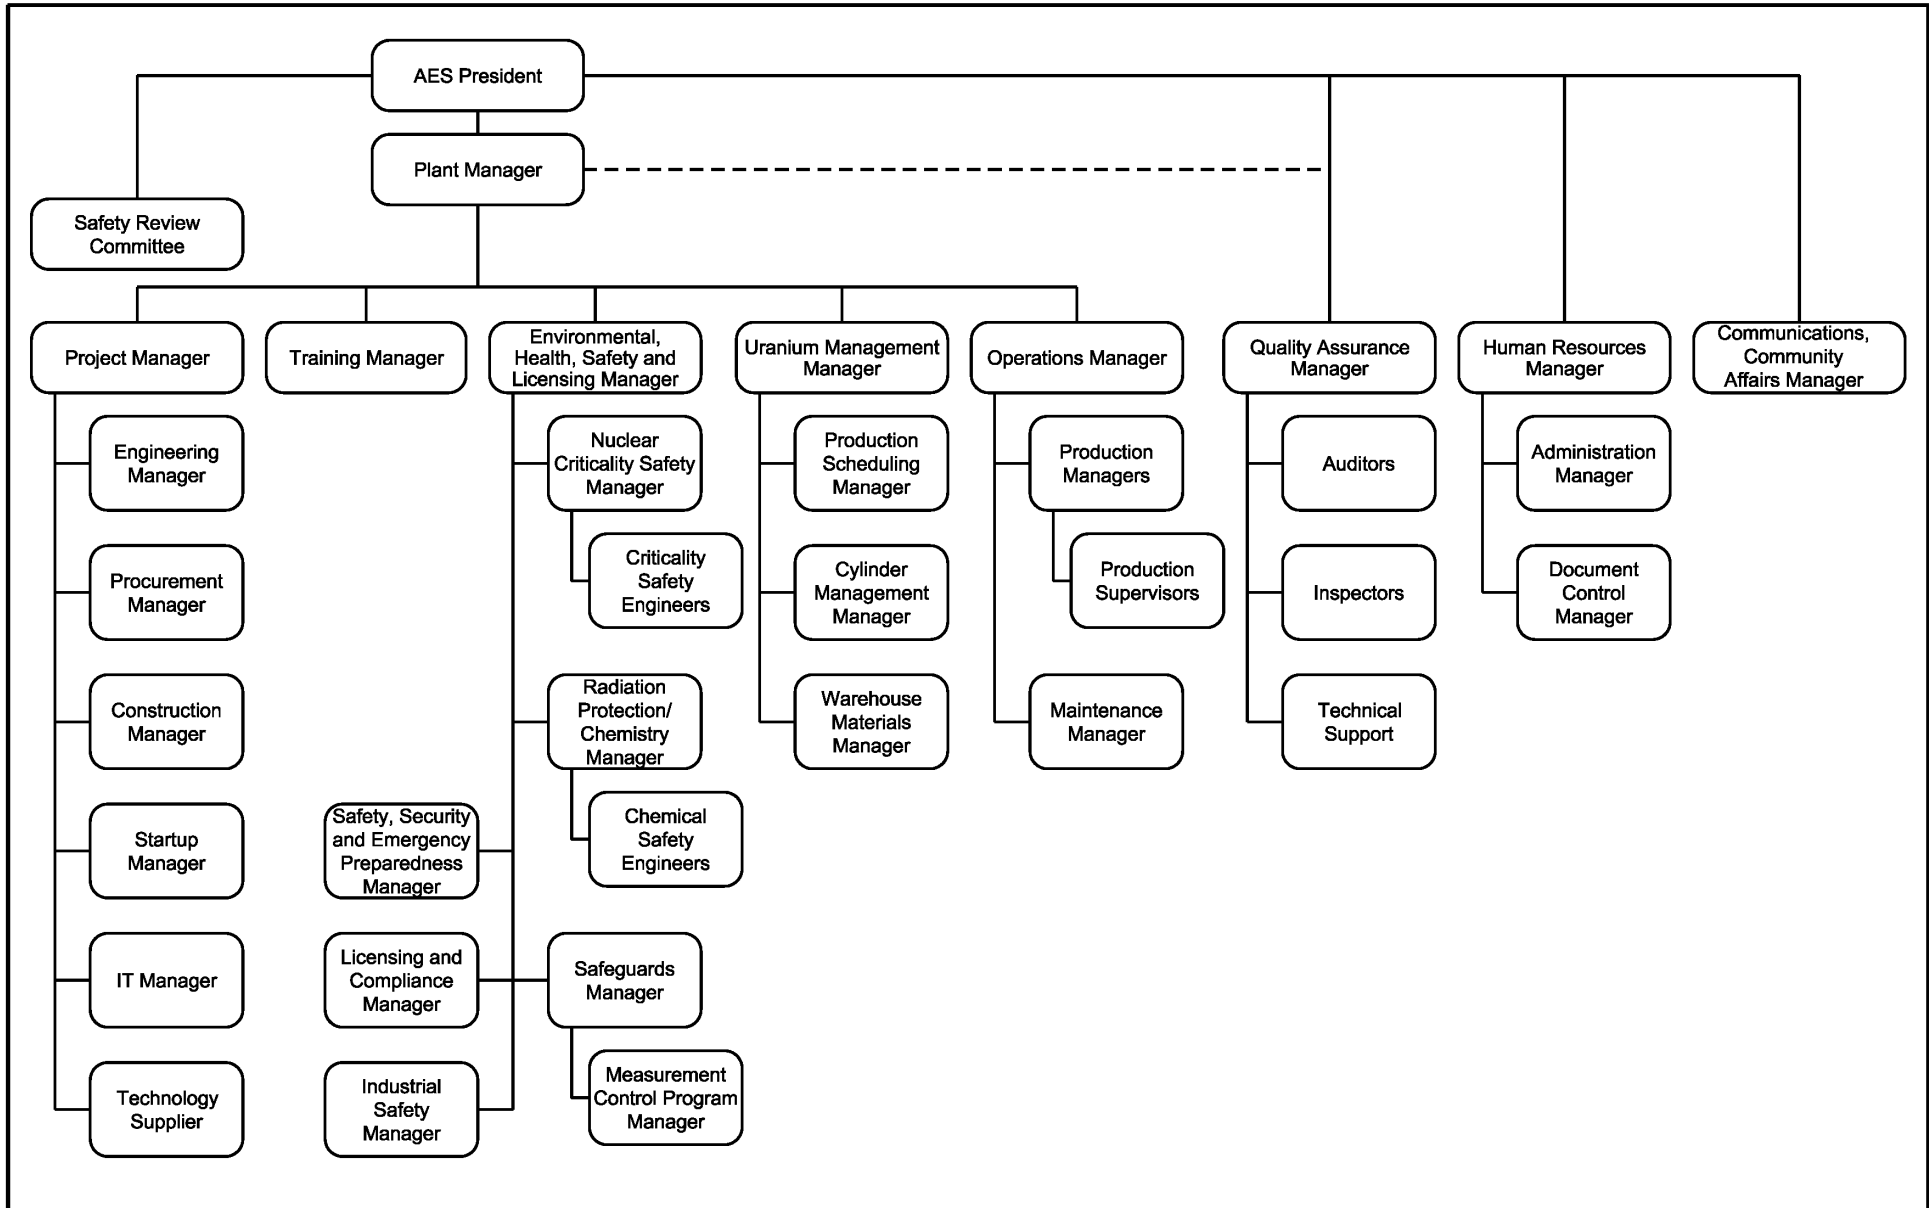 AES President
Plant Manager
Safety Review
Committee
Project Manager
Training Manager
Environmental,
Health, Safety and
Licensing Manager
Uranium Management
Manager
Operations Manager
Quality Assurance
Manager
Human Resources
Manager
Communications,
Community
Affairs Manager
Engineering
Manager
Procurement
Manager
Construction
Manager
Startup
Manager
IT Manager
Technology
Supplier
Nuclear
Criticality Safety
Manager
Criticality
Safety
Engineers
Radiation
Protection/
Chemistry
Manager
Chemical
Safety
Engineers
Safety, Security
and Emergency
Preparedness
Manager
Licensing and
Compliance
Manager
Safeguards
Manager
Industrial
Safety
Manager
Measurement
Control Program
Manager
Production
Scheduling
Manager
Cylinder
Management
Manager
Warehouse
Materials
Manager
Production
Managers
Production
Supervisors
Maintenance
Manager
Auditors
Inspectors
Technical
Support
Administration
Manager
Document
Control
Manager